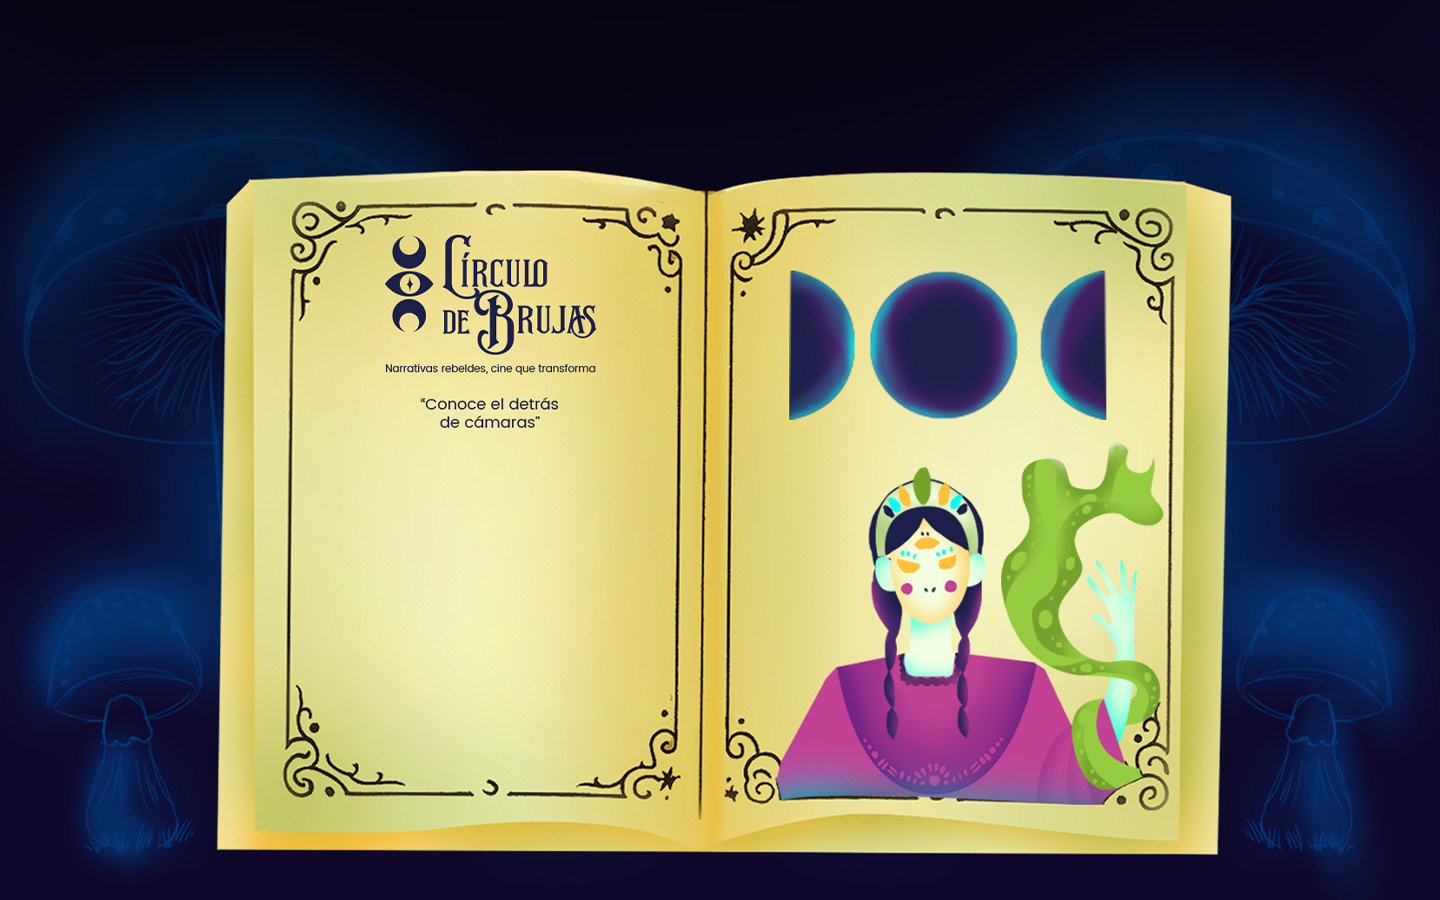 CÍRCULO
DE BRUJAS
Narrativas rebeldes, cine que transforma
“Conoce el detrás
de cámaras”